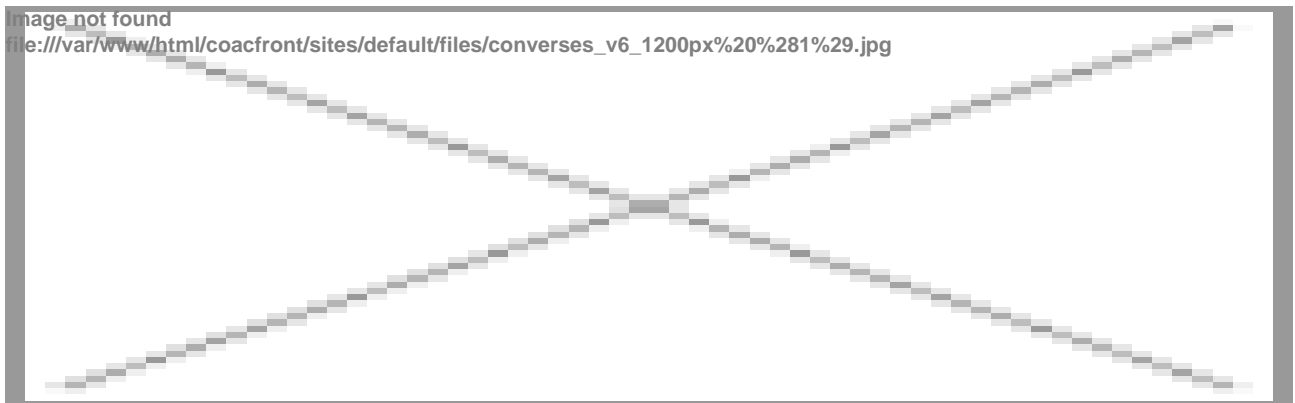 Image not found
file:///var/www/html/coacfront/sites/default/files/converses_v6_1200px%20%281%29.jpg